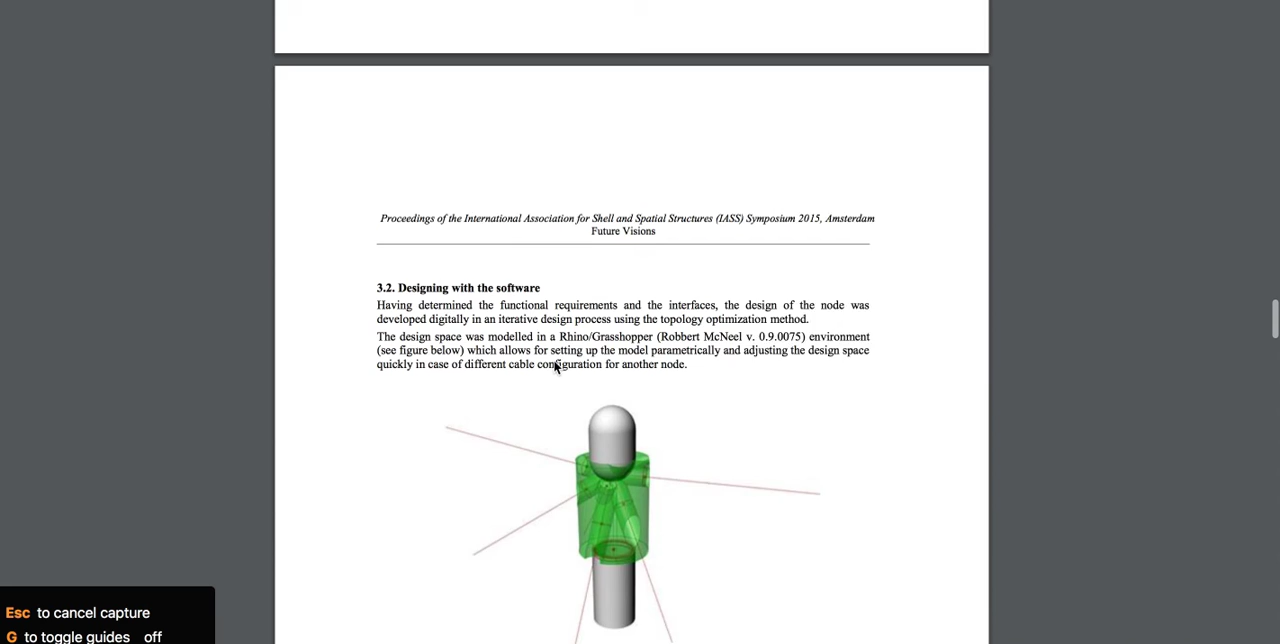 Proceedings of the International Association for Shell and Spatial Structures (IASS) Symposium 2015, Amsterdam
Future Visions
3.2. Designing with the software
Having determined the functional requirements and the interfaces, the design of the node was
developed digitally in an iterative design process using the topology optimization method.
The design space was modelled in a Rhino/Grasshopper (Robbert McNeel v. 0.9.0075) environment
(see figure below) which allows for setting up the model parametrically and adjusting the design space
quickly in case of different cable configuration for another node.
Esc to cancel capture
G to toggle guides off